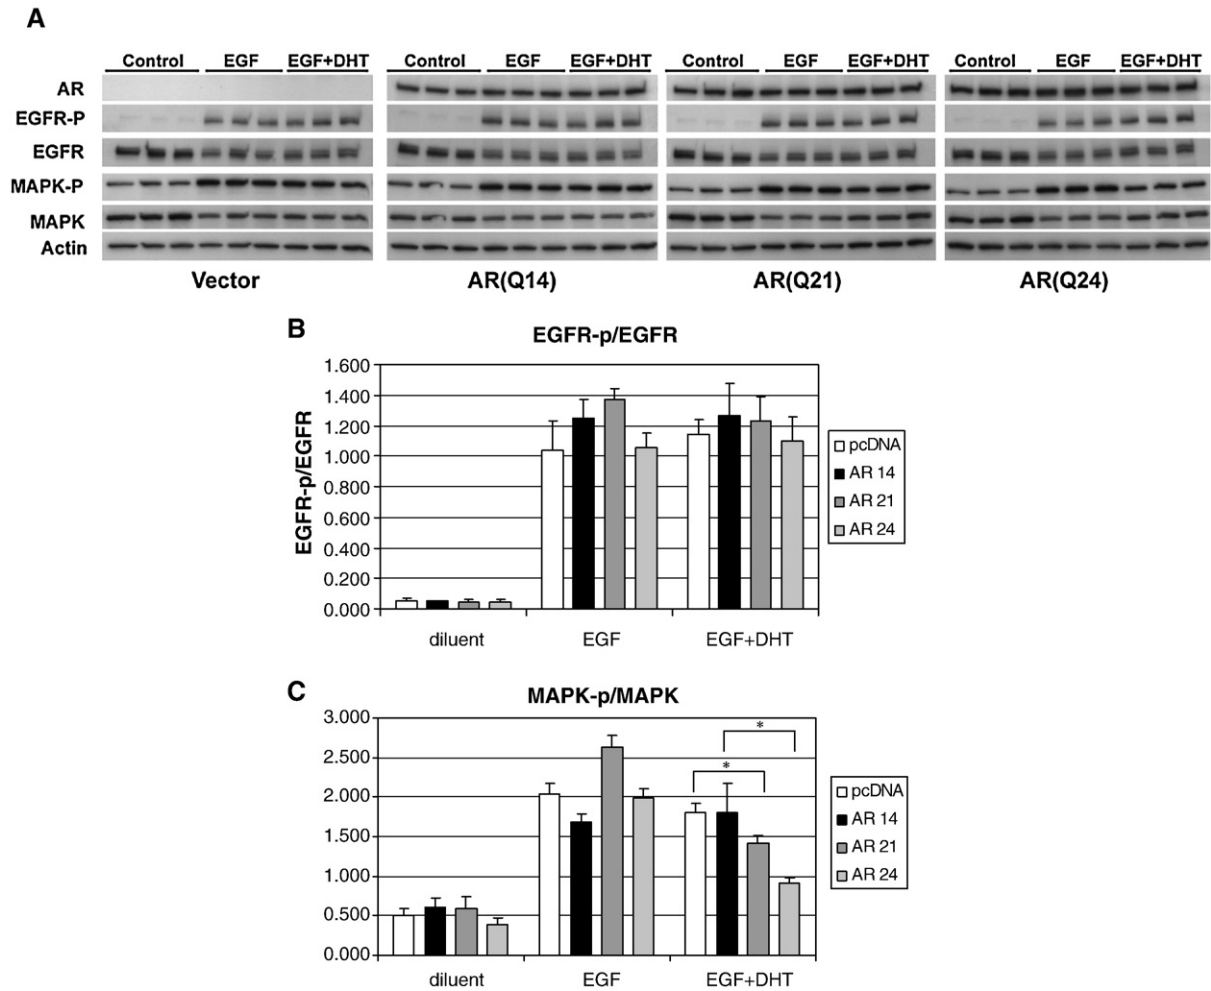 A
Control EGF EGF+DHT Control EGF EGF+DHT Control EGF EGF+DHT Control EGF EGF+DHT
AR
EGFR-P
EGFR
MAPK-P
MAPK
Actin
Vector AR(Q14) AR(Q21) AR(Q24)
B
EGFR-p/EGFR
EGFR-p/EGFR
1.600
1.400
1.200
1.000
0.800
0.600
0.400
0.200
0.000
diluent EGF EGF+DHT
pcDNA
AR 14
AR 21
AR 24
C
MAPK-p/MAPK
3.000
2.500
2.000
1.500
1.000
0.500
0.000
*
*
diluent EGF EGF+DHT
pcDNA
AR 14
AR 21
AR 24